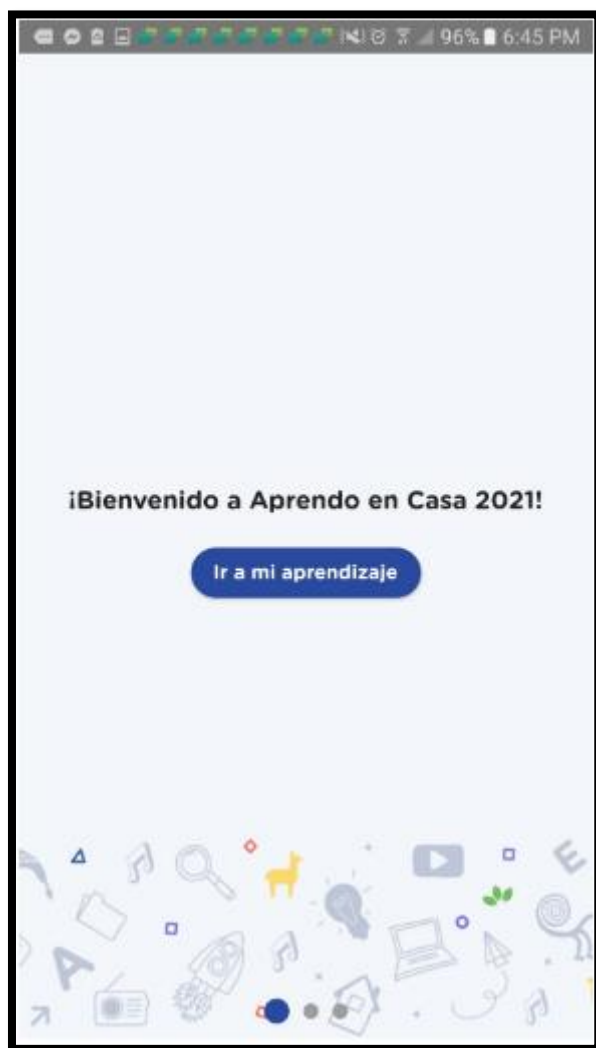 96% 6:45 PM
¡Bienvenido a Aprendo en Casa 2021!
Ir a mi aprendizaje
E
A